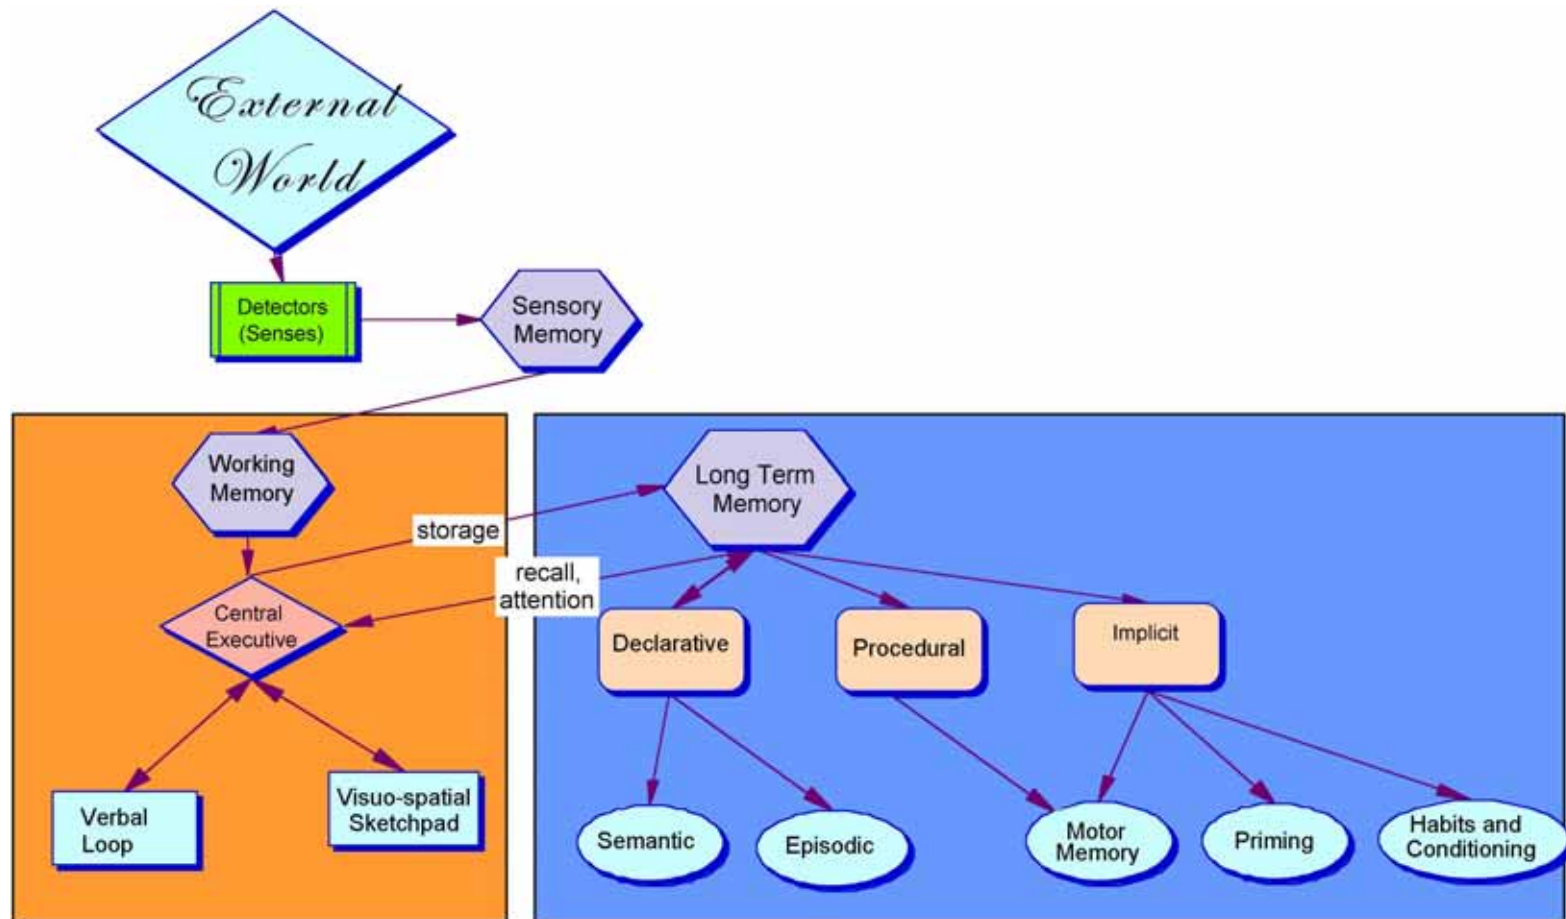 External
World
Detectors
(Senses)
Sensory
Memory
Working
Memory
Long Term
Memory
storage
recall,
attention
Central
Executive
Declarative
Procedural
Implicit
Verbal
Loop
Visuo-spatial
Sketchpad
Semantic
Episodic
Motor
Memory
Priming
Habits and
Conditioning